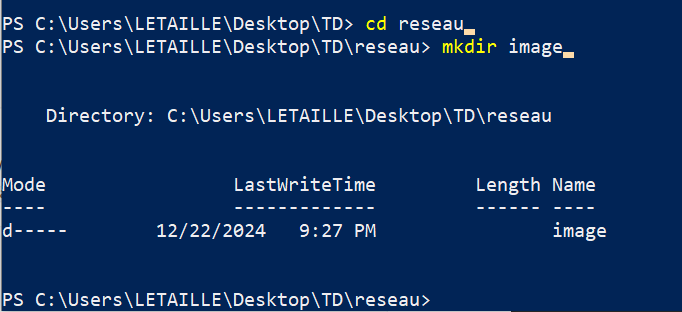 PS C:\Users\LETAILLE\Desktop\TD> cd reseau
PS C:\Users\LETAILLE\Desktop\TD\reseau> mkdir image
Directory: C:\Users\LETAILLE\Desktop\TD\reseau
Mode LastWriteTime Length Name
---- ------------- ------ ----
d----- 12/22/2024 9:27 PM image
PS C:\Users\LETAILLE\Desktop\TD\reseau>